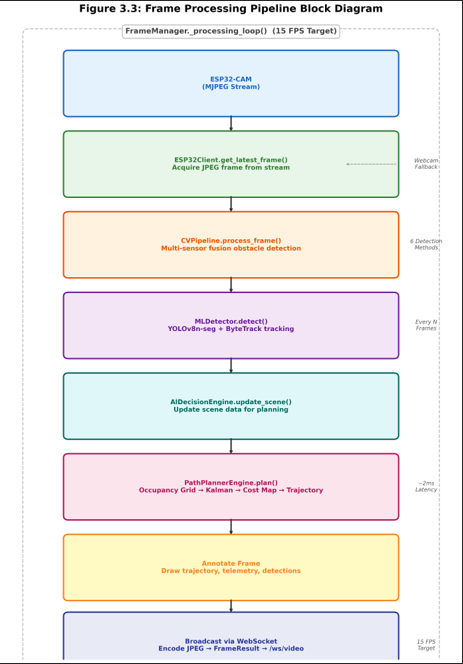 Figure 3.3: Frame Processing Pipeline Block Diagram
FrameManager._processing_loop()  (15 FPS Target)
ESP32-CAM
(MJPEG Stream)
ESP32Client.get_latest_frame()
Acquire JPEG frame from stream
Webcam
Fallback
CVPipeline.process_frame()
Multi-sensor fusion obstacle detection
6 Detection
Methods
MLDetector.detect()
YOLOv8n-seg + ByteTrack tracking
Every N
Frames
AIDecisionEngine.update_scene()
Update scene data for planning
PathPlannerEngine.plan()
Occupancy Grid → Kalman → Cost Map → Trajectory
~2ms
Latency
Annotate Frame
Draw trajectory, telemetry, detections
Broadcast via WebSocket
Encode JPEG → FrameResult → /ws/video
15 FPS
Target